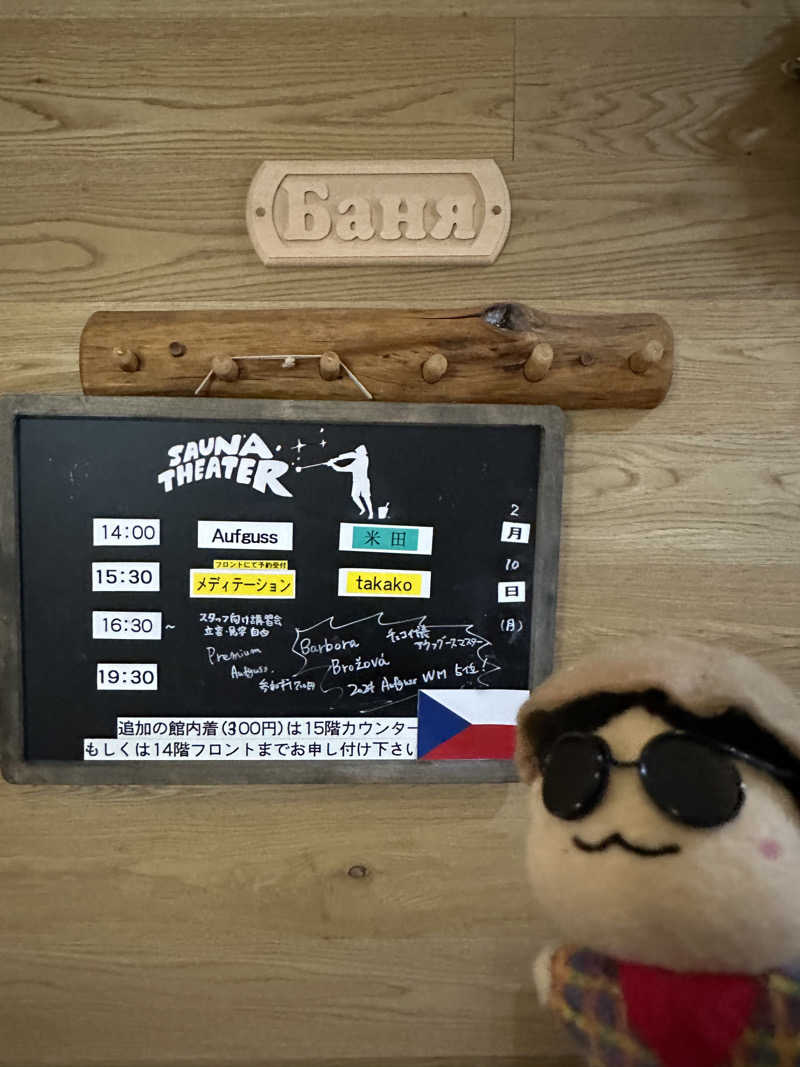 Баня
SAUNA
THEATER
2
月
10
日
(月)
14:00 Aufguss 米田
フロントにて予約受付
15:30 メディテーション takako
16:30 ~ スタッフ向け講習会
立音・見学自由
Premium
Aufguss.
Barbora
Brožová
チェコ代表
アウフグースマスター
2024 Aufguss WM 5位!
19:30
追加の館内着(300円)は15階カウンター
もしくは14階フロントまでお申し付け下さい